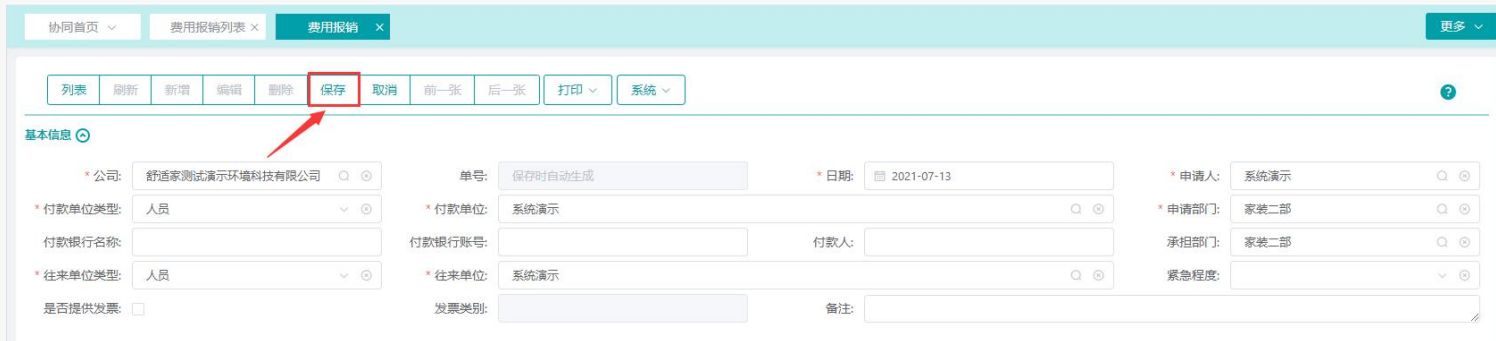 协同首页 费用报销列表 × 费用报销 × 更多
列表 刷新 新增 编辑 删除 保存 取消 前一张 后一张 打印 系统 ?
基本信息
* 公司: 舒适家测试演示环境科技有限公司 单号: 保存时自动生成 * 日期: 2021-07-13 * 申请人: 系统演示
* 付款单位类型: 人员 * 付款单位: 系统演示 * 申请部门: 家装二部
付款银行名称: 付款银行账号: 付款人: 承担部门: 家装二部
* 往来单位类型: 人员 * 往来单位: 系统演示 紧急程度:
是否提供发票: 发票类别: 备注: